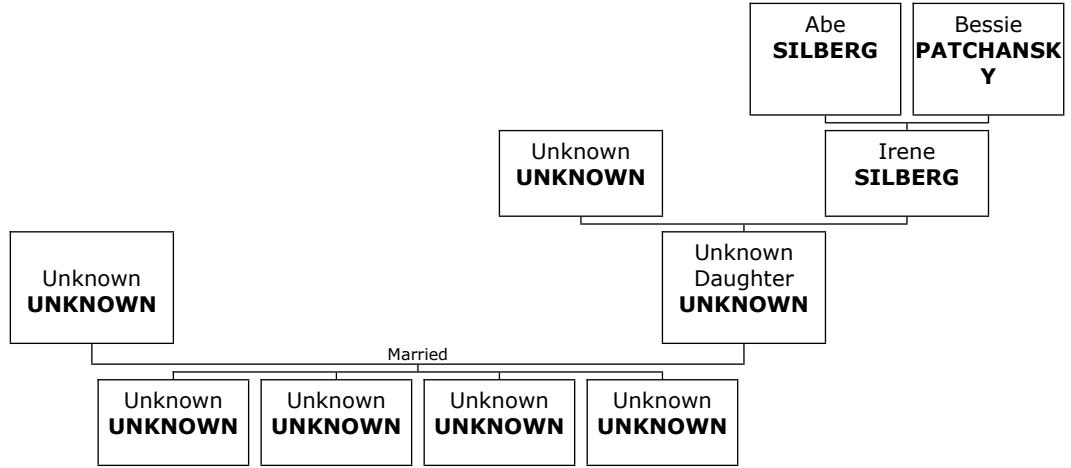 Abe
SILBERG
Bessie
PATCHANSK
Y
Unknown
UNKNOWN
Irene
SILBERG
Unknown
UNKNOWN
Unknown
Daughter
UNKNOWN
Married
Unknown
UNKNOWN
Unknown
UNKNOWN
Unknown
UNKNOWN
Unknown
UNKNOWN